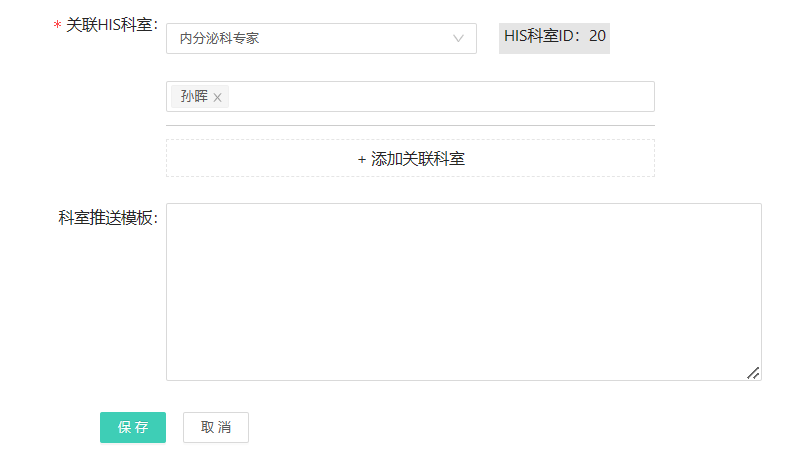 * 关联HIS科室：
内分泌科专家
HIS科室ID：20
孙晖
+ 添加关联科室
科室推送模板：
保 存
取 消